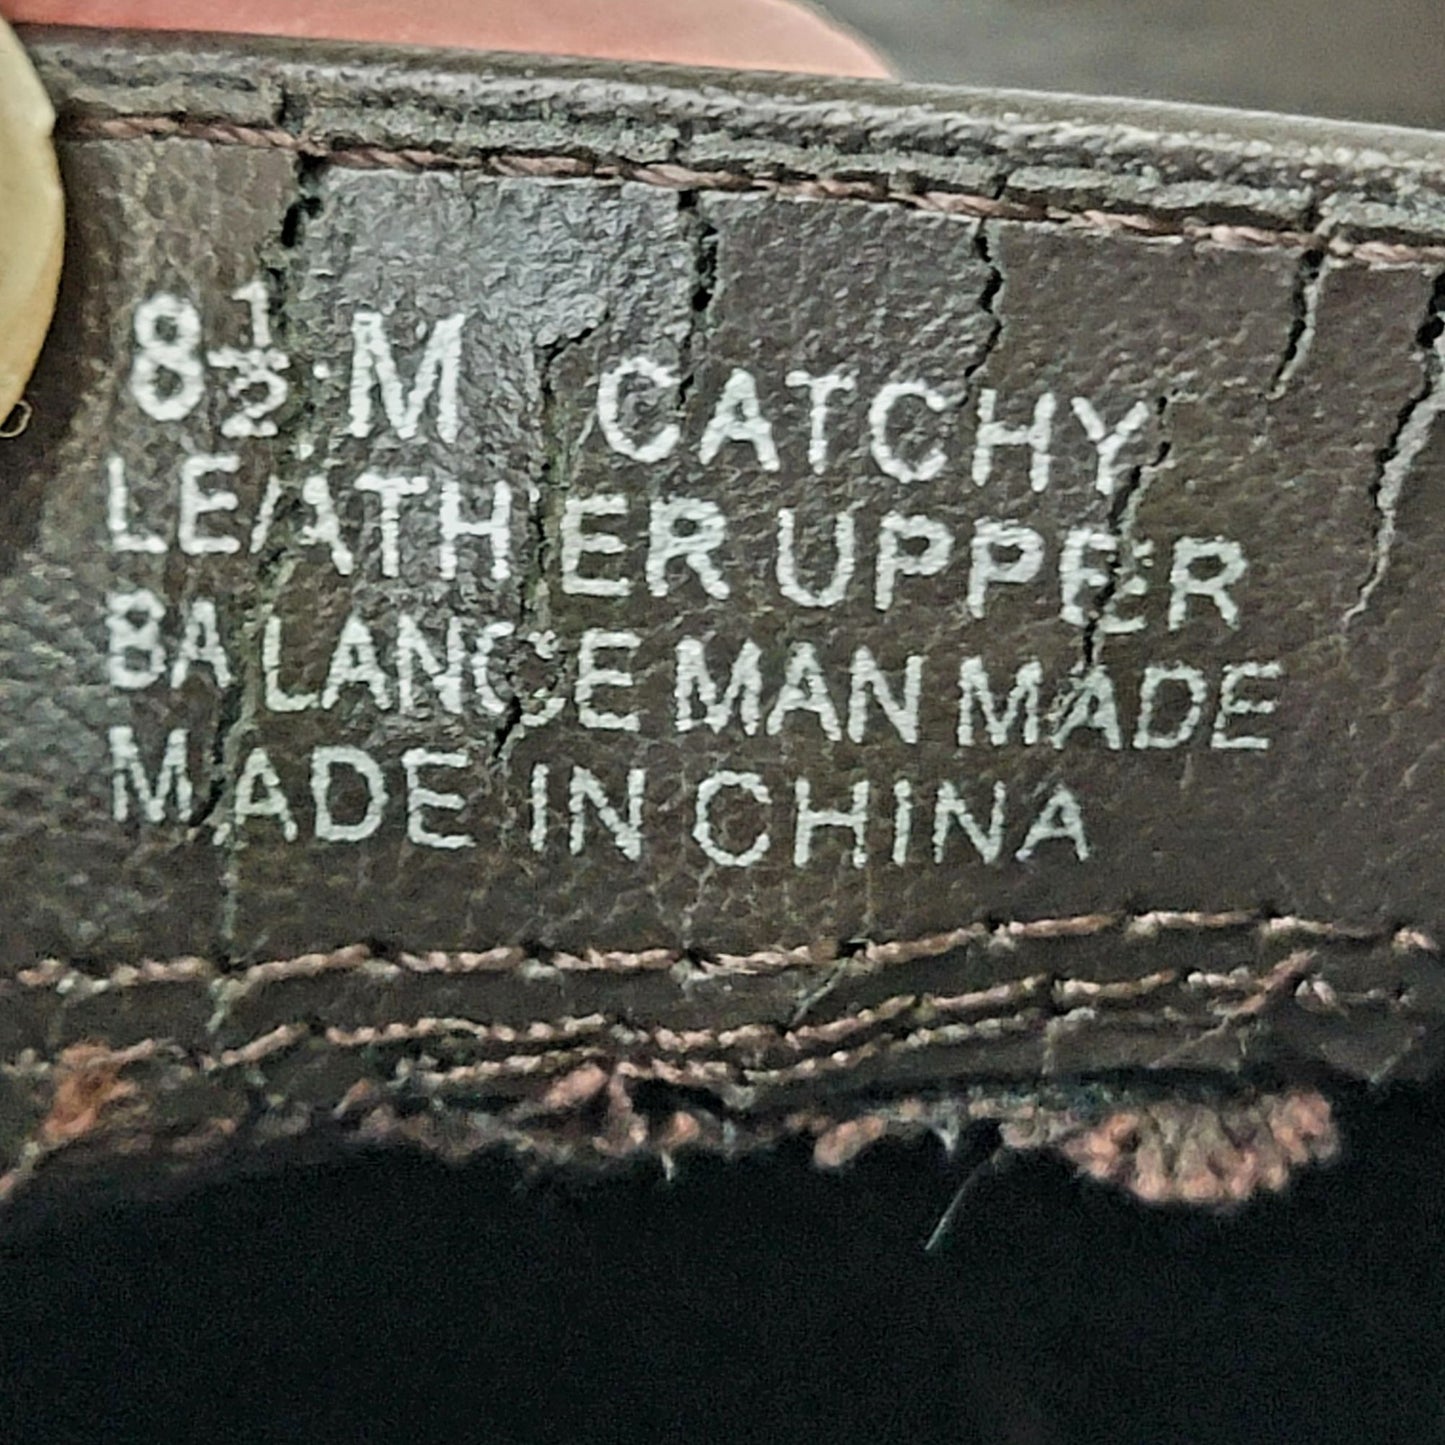 8½ M CATCHY
LEATHER UPPER
BALANCE MAN MADE
MADE IN CHINA